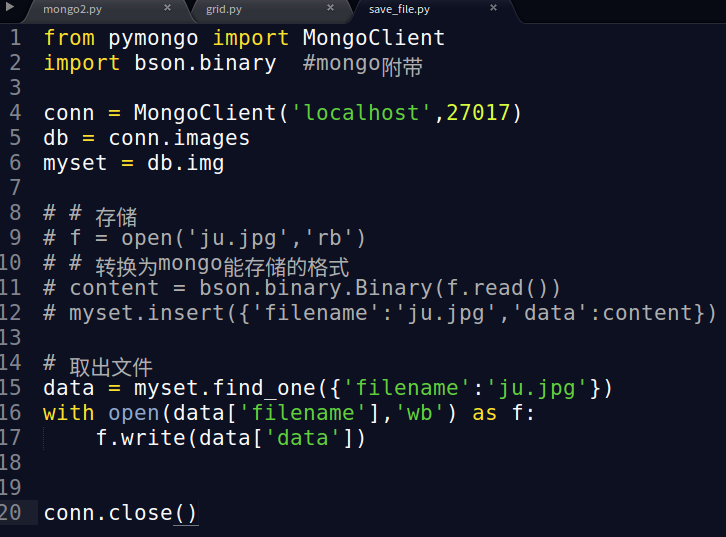 mongo2.py × grid.py × save_file.py ×
1 from pymongo import MongoClient
2 import bson.binary  #mongo附带
3
4 conn = MongoClient('localhost',27017)
5 db = conn.images
6 myset = db.img
7
8 # # 存储
9 # f = open('ju.jpg','rb')
10 # # 转换为mongo能存储的格式
11 # content = bson.binary.Binary(f.read())
12 # myset.insert({'filename':'ju.jpg','data':content})
13
14 # 取出文件
15 data = myset.find_one({'filename':'ju.jpg'})
16 with open(data['filename'],'wb') as f:
17     f.write(data['data'])
18
19
20 conn.close()